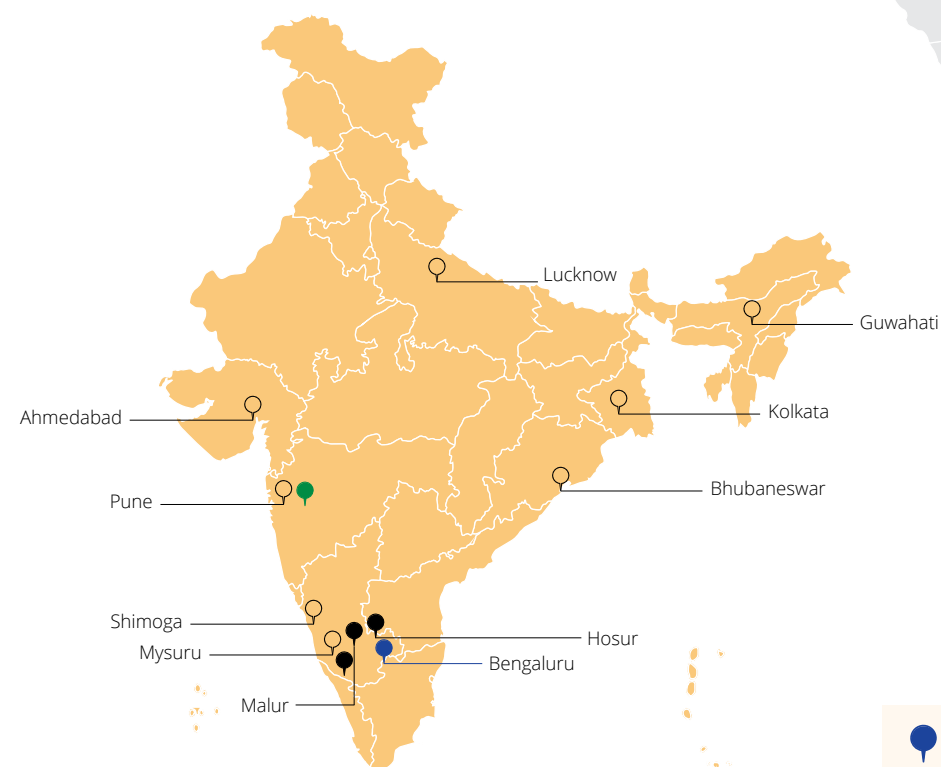 Lucknow
Guwahati
Ahmedabad
Kolkata
Bhubaneswar
Pune
Shimoga
Hosur
Mysuru
Bengaluru
Malur